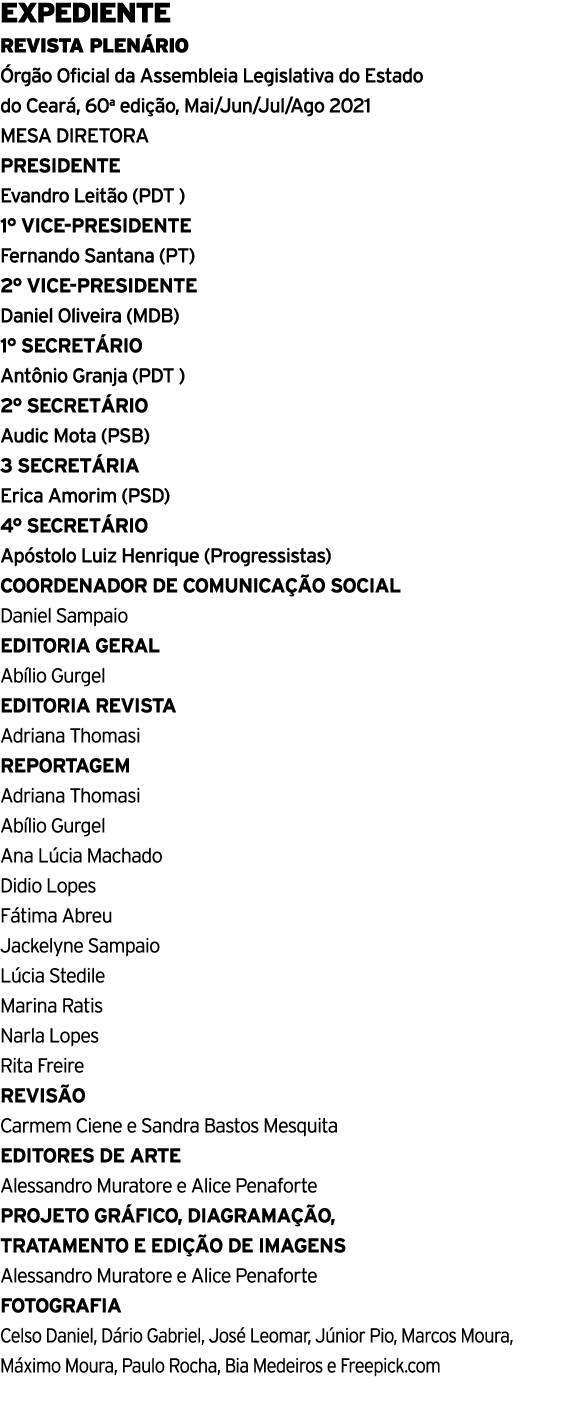 EXPEDIENTE
REVISTA PLENÁRIO
Órgão Oficial da Assembleia Legislativa do Estado
do Ceará, 60ª edição, Mai/Jun/Jul/Ago 2021
MESA DIRETORA
PRESIDENTE
Evandro Leitão (PDT )
1º VICE-PRESIDENTE
Fernando Santana (PT)
2º VICE-PRESIDENTE
Daniel Oliveira (MDB)
1º SECRETÁRIO
Antônio Granja (PDT )
2º SECRETÁRIO
Audic Mota (PSB)
3 SECRETÁRIA
Erica Amorim (PSD)
4º SECRETÁRIO
Apóstolo Luiz Henrique (Progressistas)
COORDENADOR DE COMUNICAÇÃO SOCIAL
Daniel Sampaio
EDITORIA GERAL
Abílio Gurgel
EDITORIA REVISTA
Adriana Thomasi
REPORTAGEM
Adriana Thomasi
Abílio Gurgel
Ana Lúcia Machado
Didio Lopes
Fátima Abreu
Jackelyne Sampaio
Lúcia Stedile
Marina Ratis
Narla Lopes
Rita Freire
REVISÃO
Carmem Ciene e Sandra Bastos Mesquita
EDITORES DE ARTE
Alessandro Muratore e Alice Penaforte
PROJETO GRÁFICO, DIAGRAMAÇÃO,
TRATAMENTO E EDIÇÃO DE IMAGENS
Alessandro Muratore e Alice Penaforte
FOTOGRAFIA
Celso Daniel, Dário Gabriel, José Leomar, Júnior Pio, Marcos Moura,
Máximo Moura, Paulo Rocha, Bia Medeiros e Freepick.com